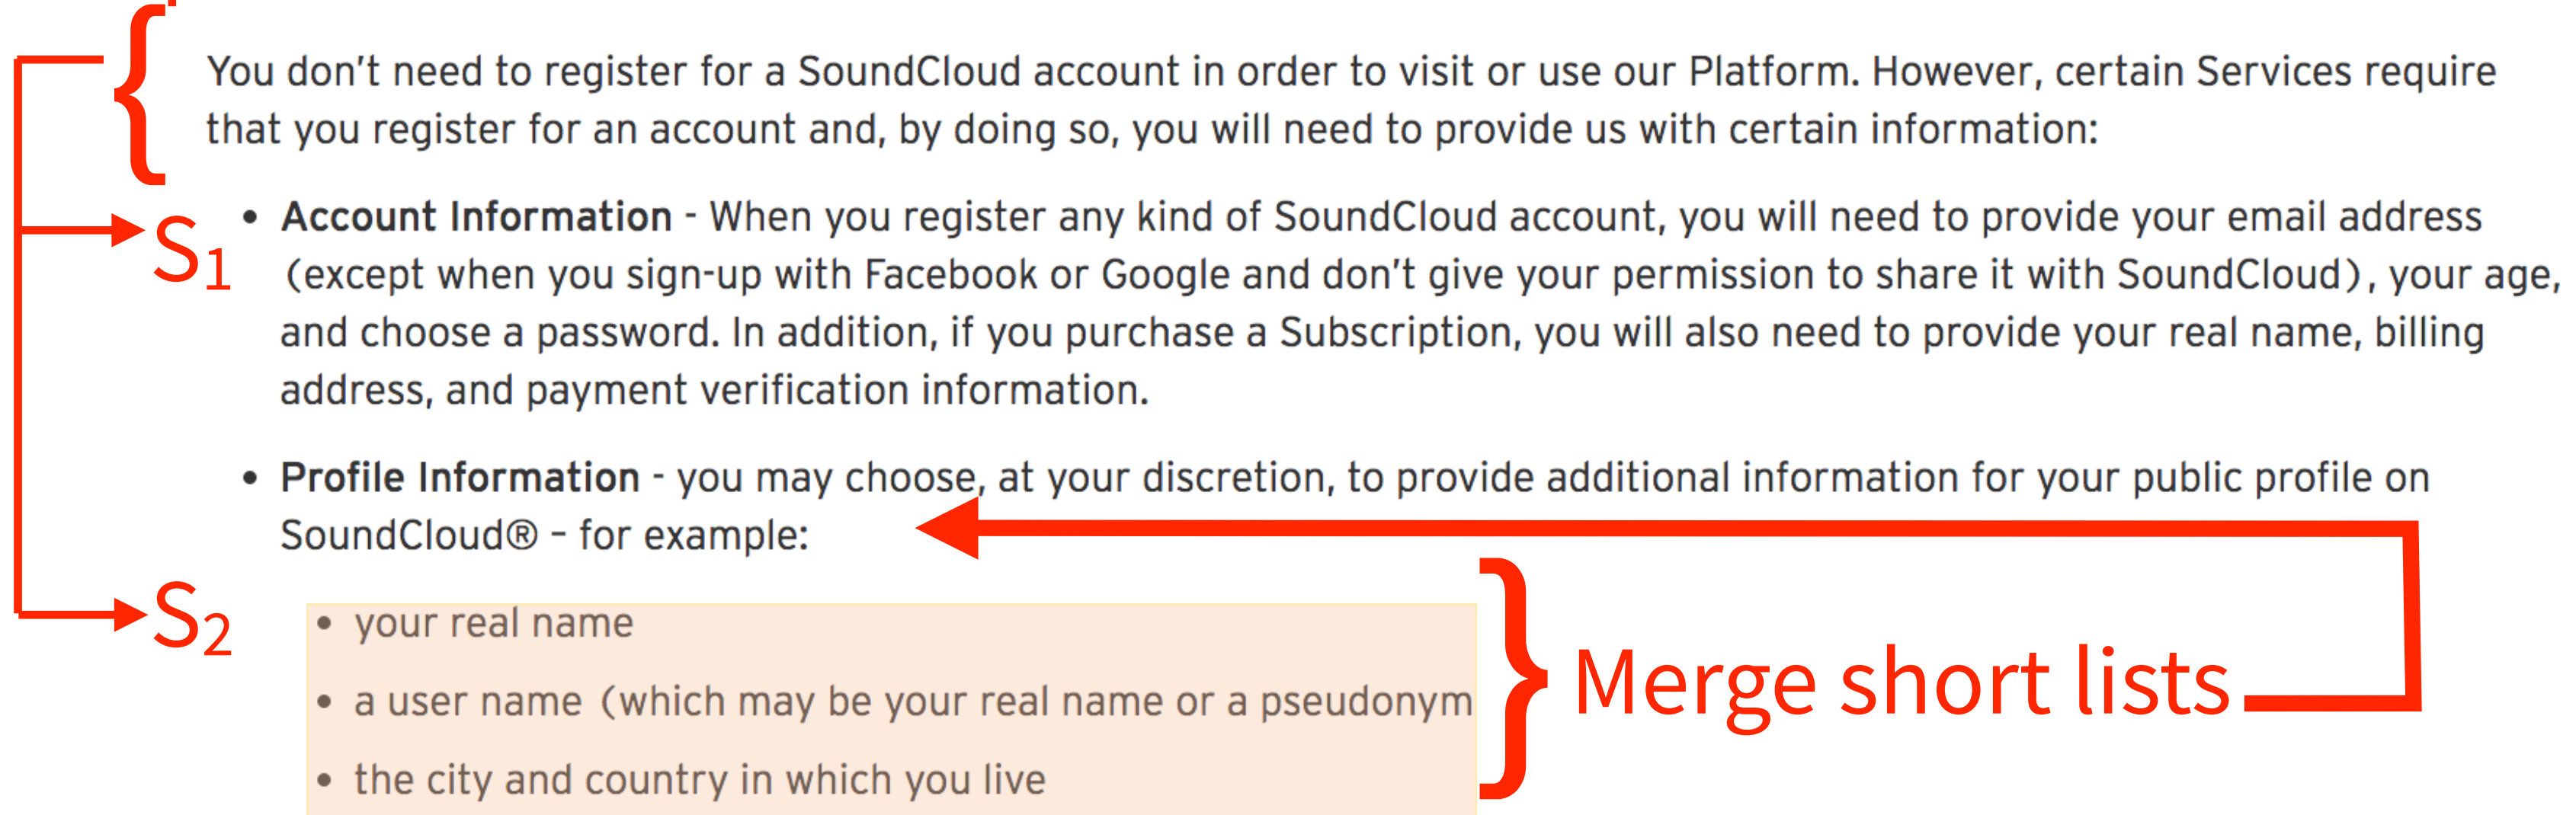 You don't need to register for a SoundCloud account in order to visit or use our Platform. However, certain Services require
that you register for an account and, by doing so, you will need to provide us with certain information:
S1
• Account Information - When you register any kind of SoundCloud account, you will need to provide your email address
(except when you sign-up with Facebook or Google and don't give your permission to share it with SoundCloud), your age,
and choose a password. In addition, if you purchase a Subscription, you will also need to provide your real name, billing
address, and payment verification information.
• Profile Information - you may choose, at your discretion, to provide additional information for your public profile on
SoundCloud® – for example:
S2
• your real name
• a user name (which may be your real name or a pseudonym
• the city and country in which you live
Merge short lists